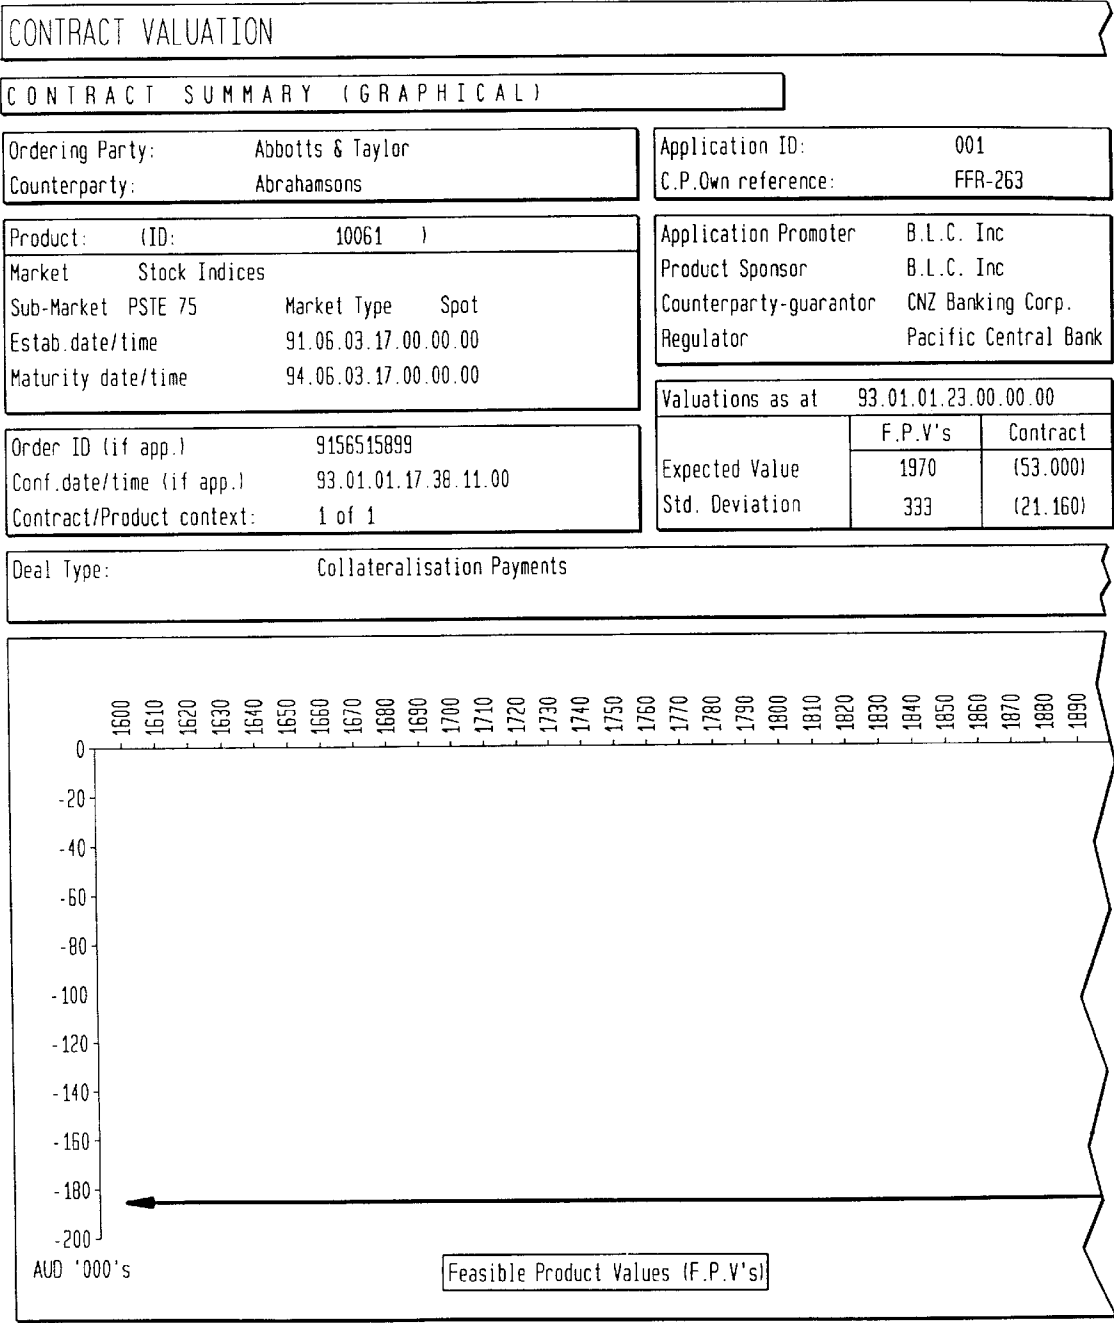 CONTRACT VALUATION
CONTRACT SUMMARY (GRAPHICAL)
Ordering Party: Abbotts & Taylor
Counterparty: Abrahamsons
Application ID: 001
C.P.Own reference: FFR-263
Product: (ID: 10061 )
Market Stock Indices
Sub-Market PSTE 75 Market Type Spot
Estab.date/time 91.06.03.17.00.00.00
Maturity date/time 94.06.03.17.00.00.00
Application Promoter B.L.C. Inc
Product Sponsor B.L.C. Inc
Counterparty-guarantor CNZ Banking Corp.
Regulator Pacific Central Bank
Valuations as at 93.01.01.23.00.00.00
F.P.V's Contract
Expected Value 1970 (53.000)
Std. Deviation 333 (21.160)
Order ID (if app.) 9156515899
Conf.date/time (if app.) 93.01.01.17.38.11.00
Contract/Product context: 1 of 1
Deal Type: Collateralisation Payments
1600 1610 1620 1630 1640 1650 1660 1670 1680 1690 1700 1710 1720 1730 1740 1750 1760 1770 1780 1790 1800 1810 1820 1830 1840 1850 1860 1870 1880 1890
0
-20
-40
-60
-80
-100
-120
-140
-160
-180
-200
AUD '000's
Feasible Product Values (F.P.V's)